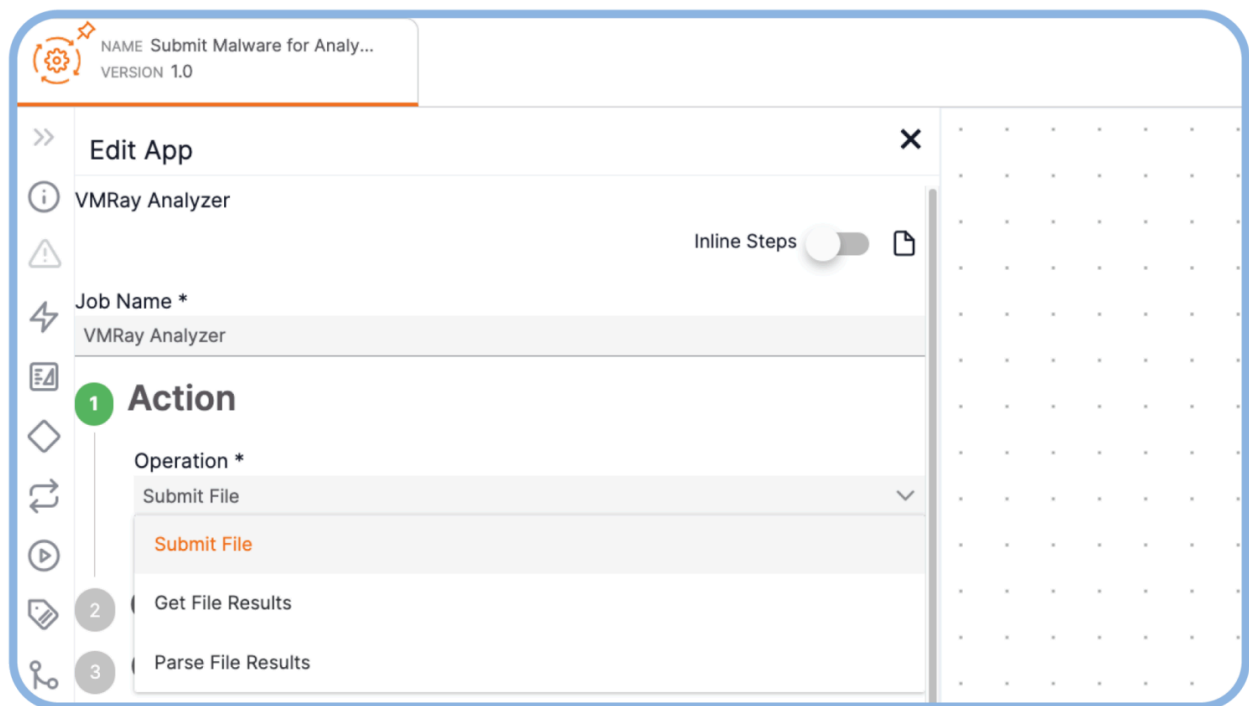 NAME Submit Malware for Analy...
VERSION 1.0
Edit App
VMRay Analyzer
Inline Steps
Job Name *
VMRay Analyzer
1 Action
Operation *
Submit File
Submit File
2 Get File Results
3 Parse File Results